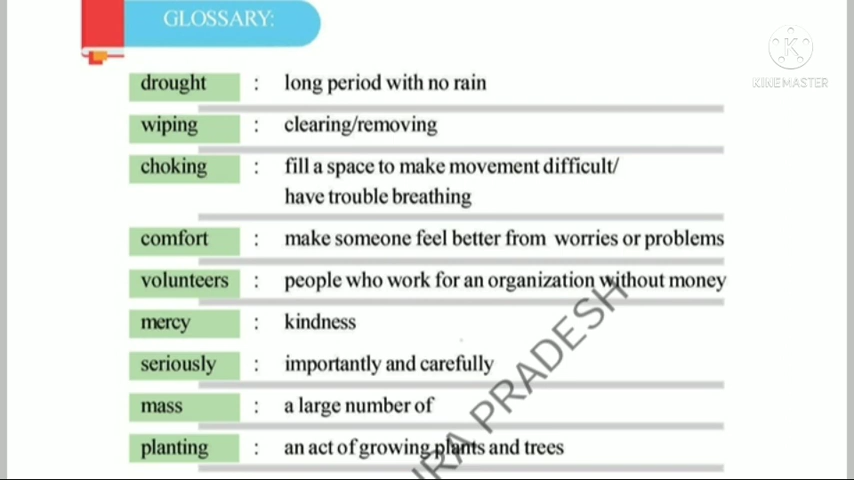 GLOSSARY:
KINEMASTER
drought : long period with no rain
wiping : clearing/removing
choking : fill a space to make movement difficult/
have trouble breathing
comfort : make someone feel better from worries or problems
volunteers : people who work for an organization without money
mercy : kindness
seriously : importantly and carefully
mass : a large number of
planting : an act of growing plants and trees
PRADESH